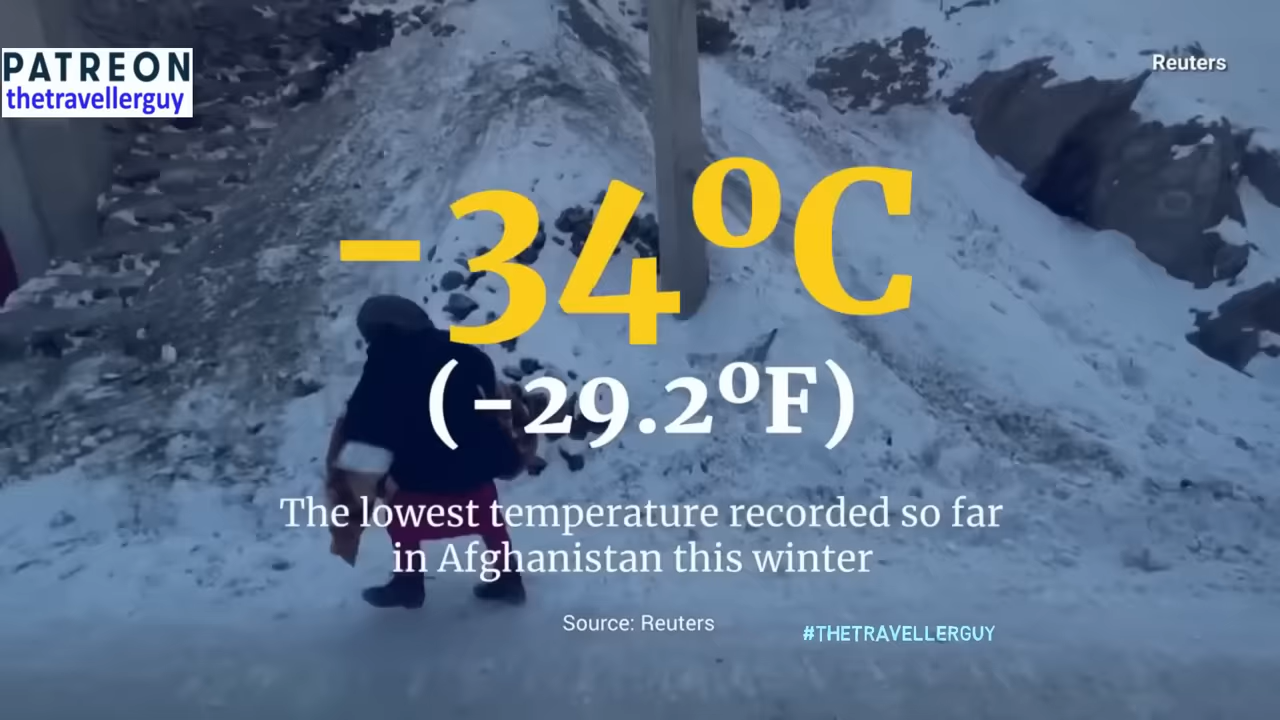 PATREON
thetravellerguy
Reuters
-34ºC
(-29.2ºF)
The lowest temperature recorded so far
in Afghanistan this winter
Source: Reuters
#THETRAVELLERGUY